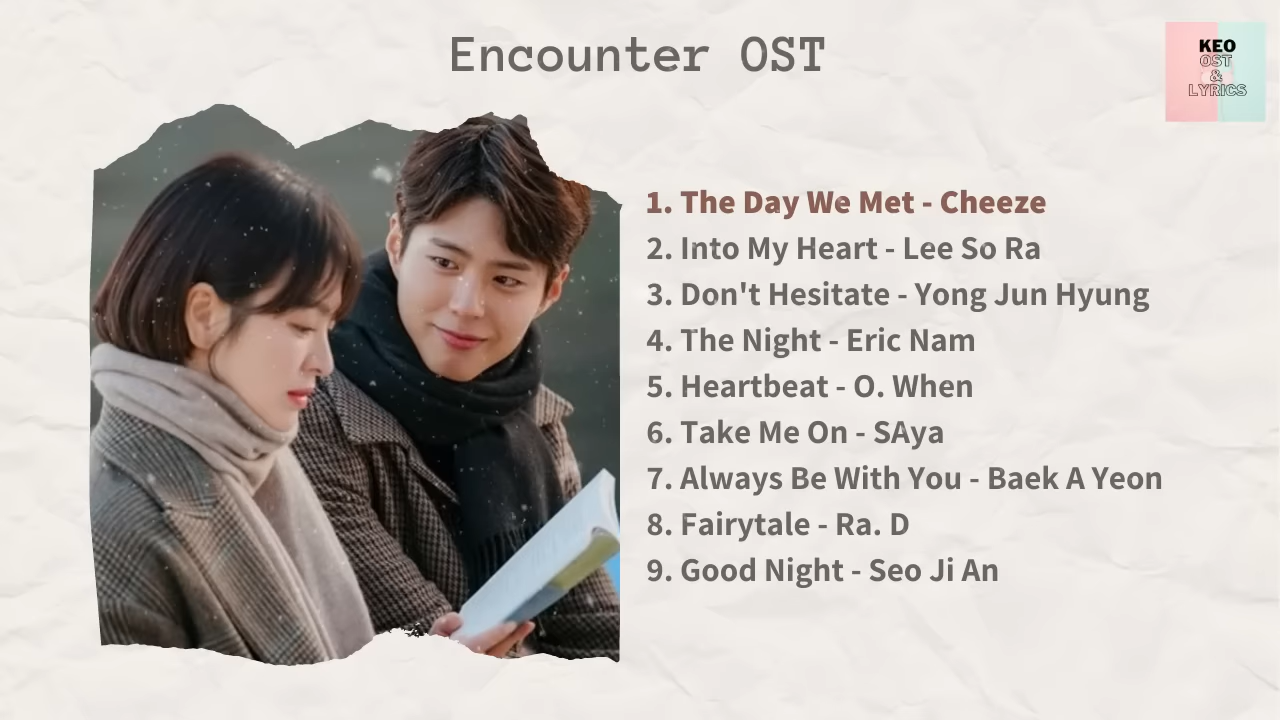 Encounter OST
KEO
OST
&
LYRICS
1. The Day We Met - Cheeze
2. Into My Heart - Lee So Ra
3. Don't Hesitate - Yong Jun Hyung
4. The Night - Eric Nam
5. Heartbeat - O. When
6. Take Me On - SAya
7. Always Be With You - Baek A Yeon
8. Fairytale - Ra. D
9. Good Night - Seo Ji An